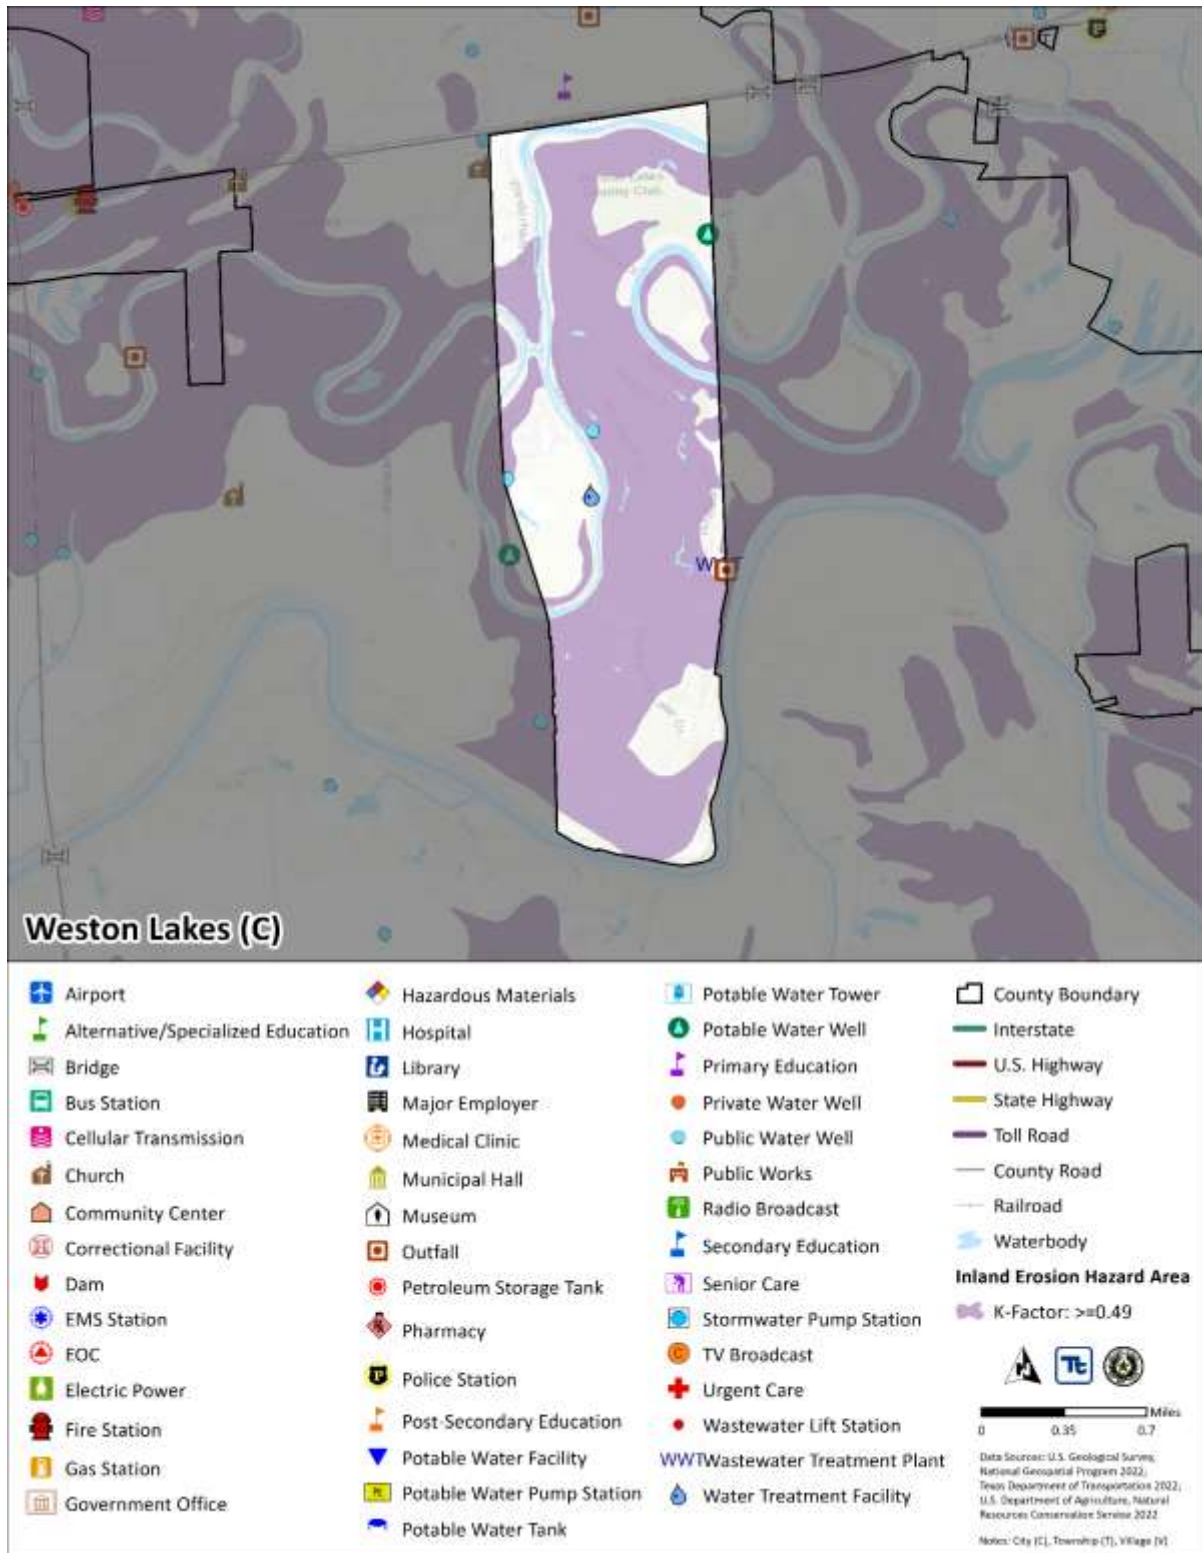 WWT
Weston Lakes (C)
Airport
Alternative/Specialized Education
Bridge
Bus Station
Cellular Transmission
Church
Community Center
Correctional Facility
Dam
EMS Station
EOC
Electric Power
Fire Station
Gas Station
Government Office
Hazardous Materials
Hospital
Library
Major Employer
Medical Clinic
Municipal Hall
Museum
Outfall
Petroleum Storage Tank
Pharmacy
Police Station
Post-Secondary Education
Potable Water Facility
Potable Water Pump Station
Potable Water Tank
Potable Water Tower
Potable Water Well
Primary Education
Private Water Well
Public Water Well
Public Works
Radio Broadcast
Secondary Education
Senior Care
Stormwater Pump Station
TV Broadcast
Urgent Care
Wastewater Lift Station
WWTWastewater Treatment Plant
Water Treatment Facility
County Boundary
Interstate
U.S. Highway
State Highway
Toll Road
County Road
Railroad
Waterbody
Inland Erosion Hazard Area
K-Factor: >=0.49
Miles
0 0.35 0.7
Data Sources: U.S. Geological Survey,
National Geospatial Program 2022;
Texas Department of Transportation 2022;
U.S. Department of Agriculture, Natural
Resources Conservation Service 2022
Notes: City (C), Township (T), Village (V)